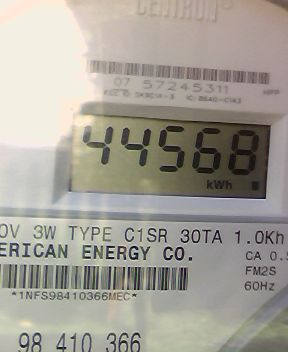 CENTRON®
07 57245311
44568
kWh
0V 3W TYPE C1SR 30TA 1.0Kh
ERICAN ENERGY CO. CA 0.5
FM2S
*1NFS98410366MEC* 60Hz
98 410 366